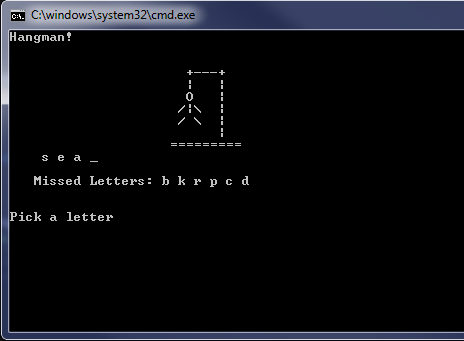 C:\windows\system32\cmd.exe
Hangman!
O
s e a _
Missed Letters: b k r p c d
Pick a letter